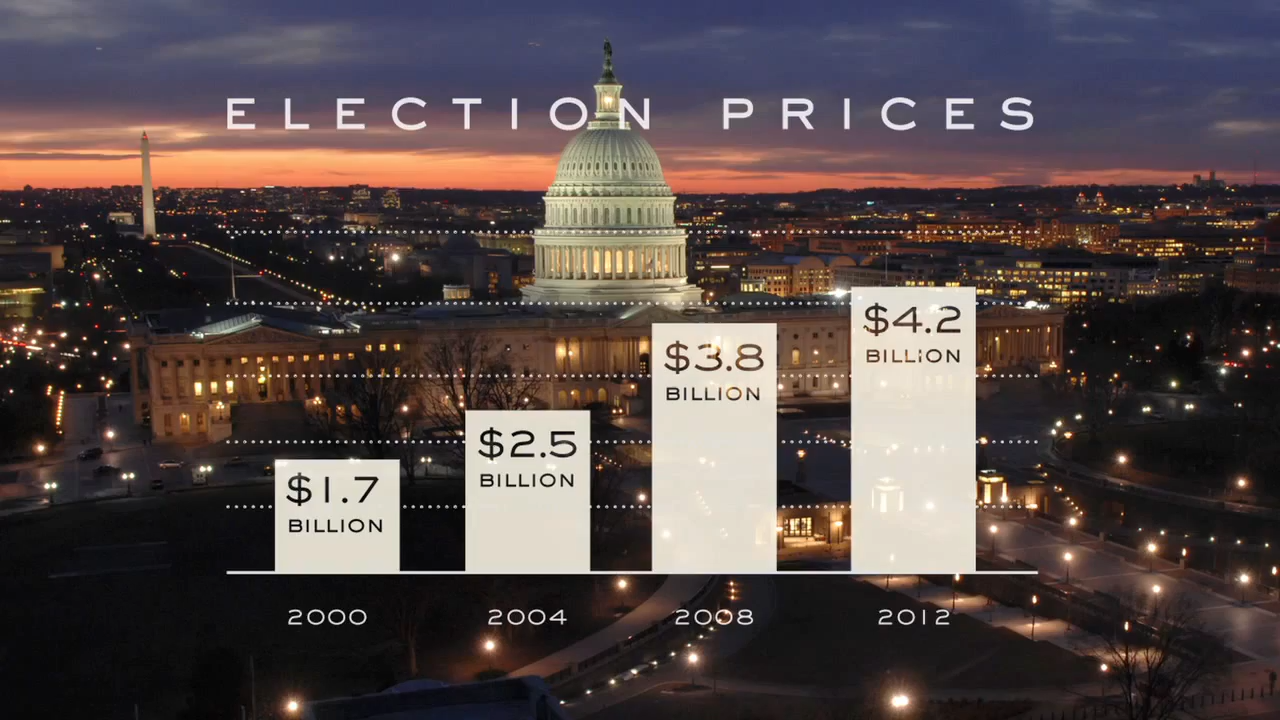 ELECTION PRICES
$4.2
BILLION
$3.8
BILLION
$2.5
BILLION
$1.7
BILLION
2000 2004 2008 2012